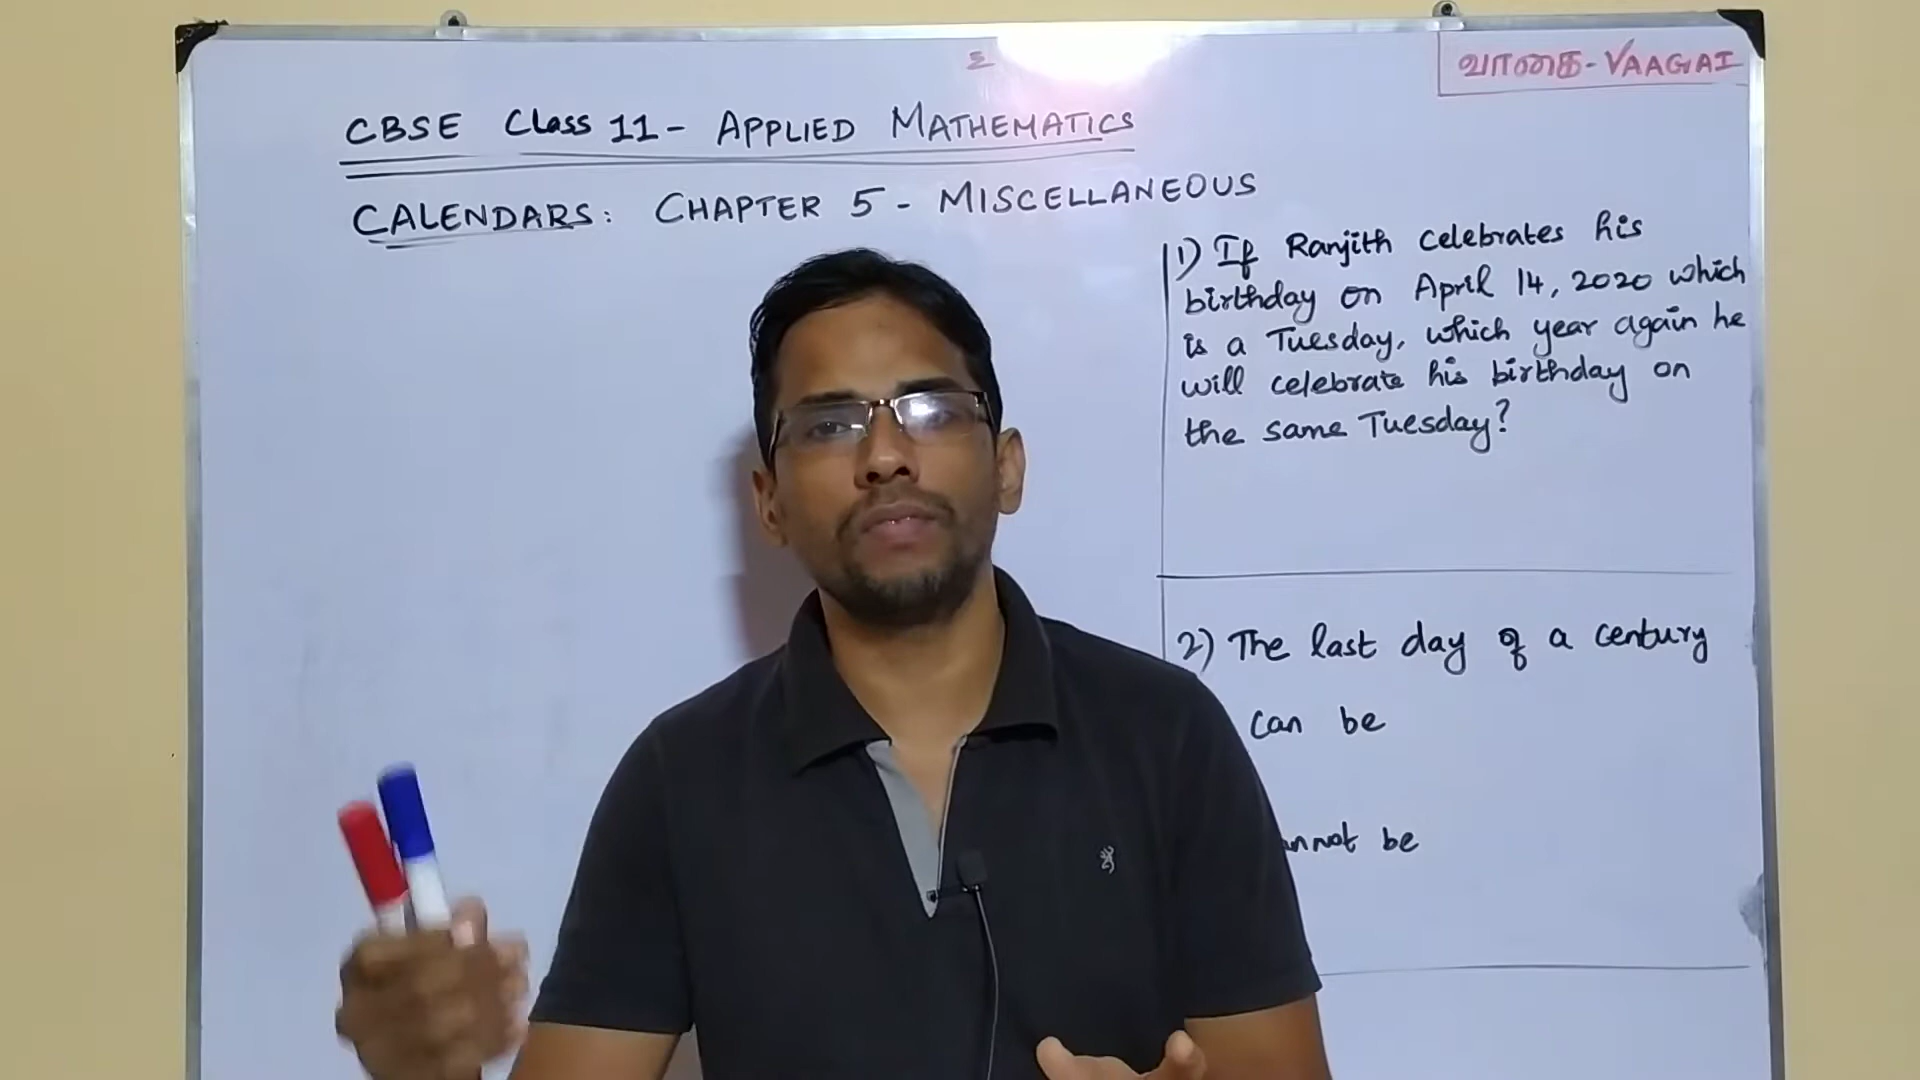 வாகை - VAAGAI
CBSE Class 11 - APPLIED MATHEMATICS
CALENDARS: CHAPTER 5 - MISCELLANEOUS
1) If Ranjith celebrates his
birthday on April 14, 2020 which
is a Tuesday, which year again he
will celebrate his birthday on
the same Tuesday?
2) The last day of a century
can be
be